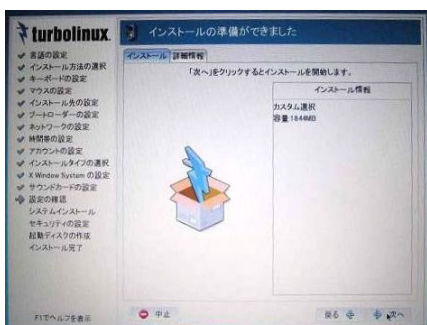 turbolinux
言語の設定
インストール方法の選択
キーボードの設定
マウスの設定
インストール先の設定
ブートローダーの設定
ネットワークの設定
時間帯の設定
アカウントの設定
インストールタイプの選択
X Window System の設定
サウンドカードの設定
設定の確認
システムインストール
セキュリティの設定
起動ディスクの作成
インストール完了
F1でヘルプを表示
インストールの準備ができました
インストール 詳細情報
「次へ」をクリックするとインストールを開始します。
インストール情報
カスタム選択
容量:1844MB
中止
戻る
次へ